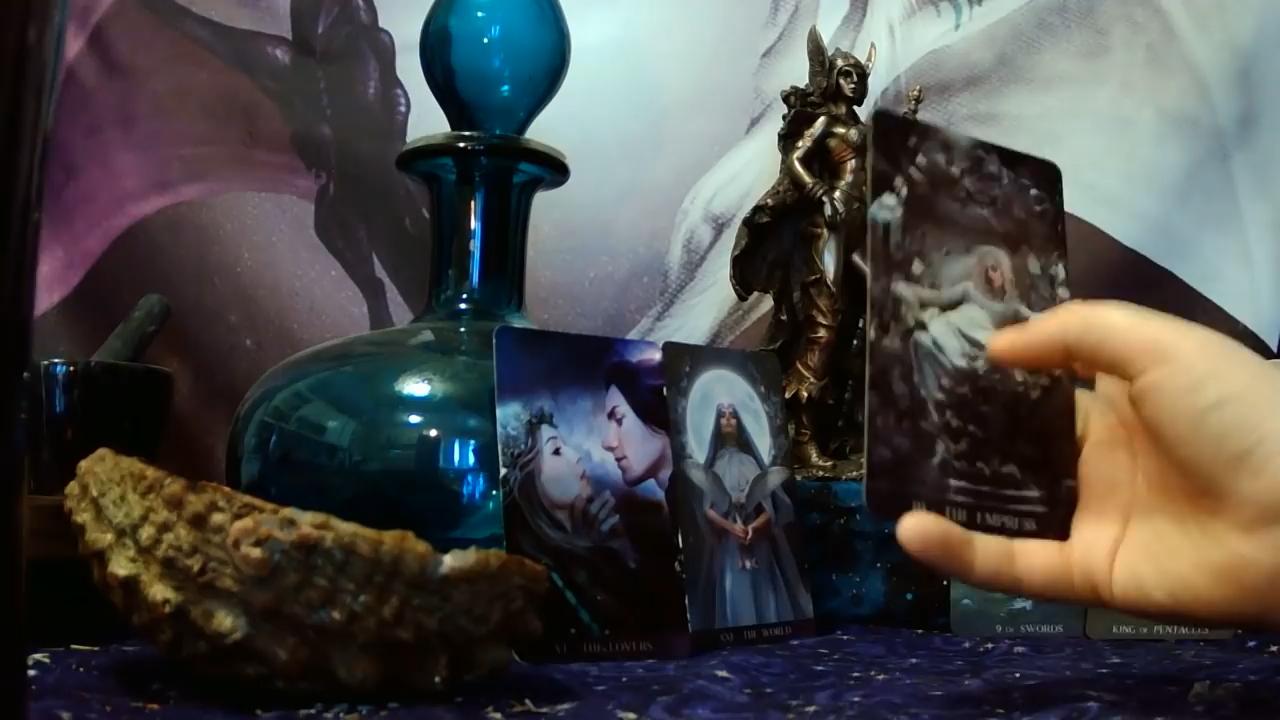 III THE EMPRESS
VI THE LOVERS
XXI THE WORLD
9 OF SWORDS
KING OF PENTACLES